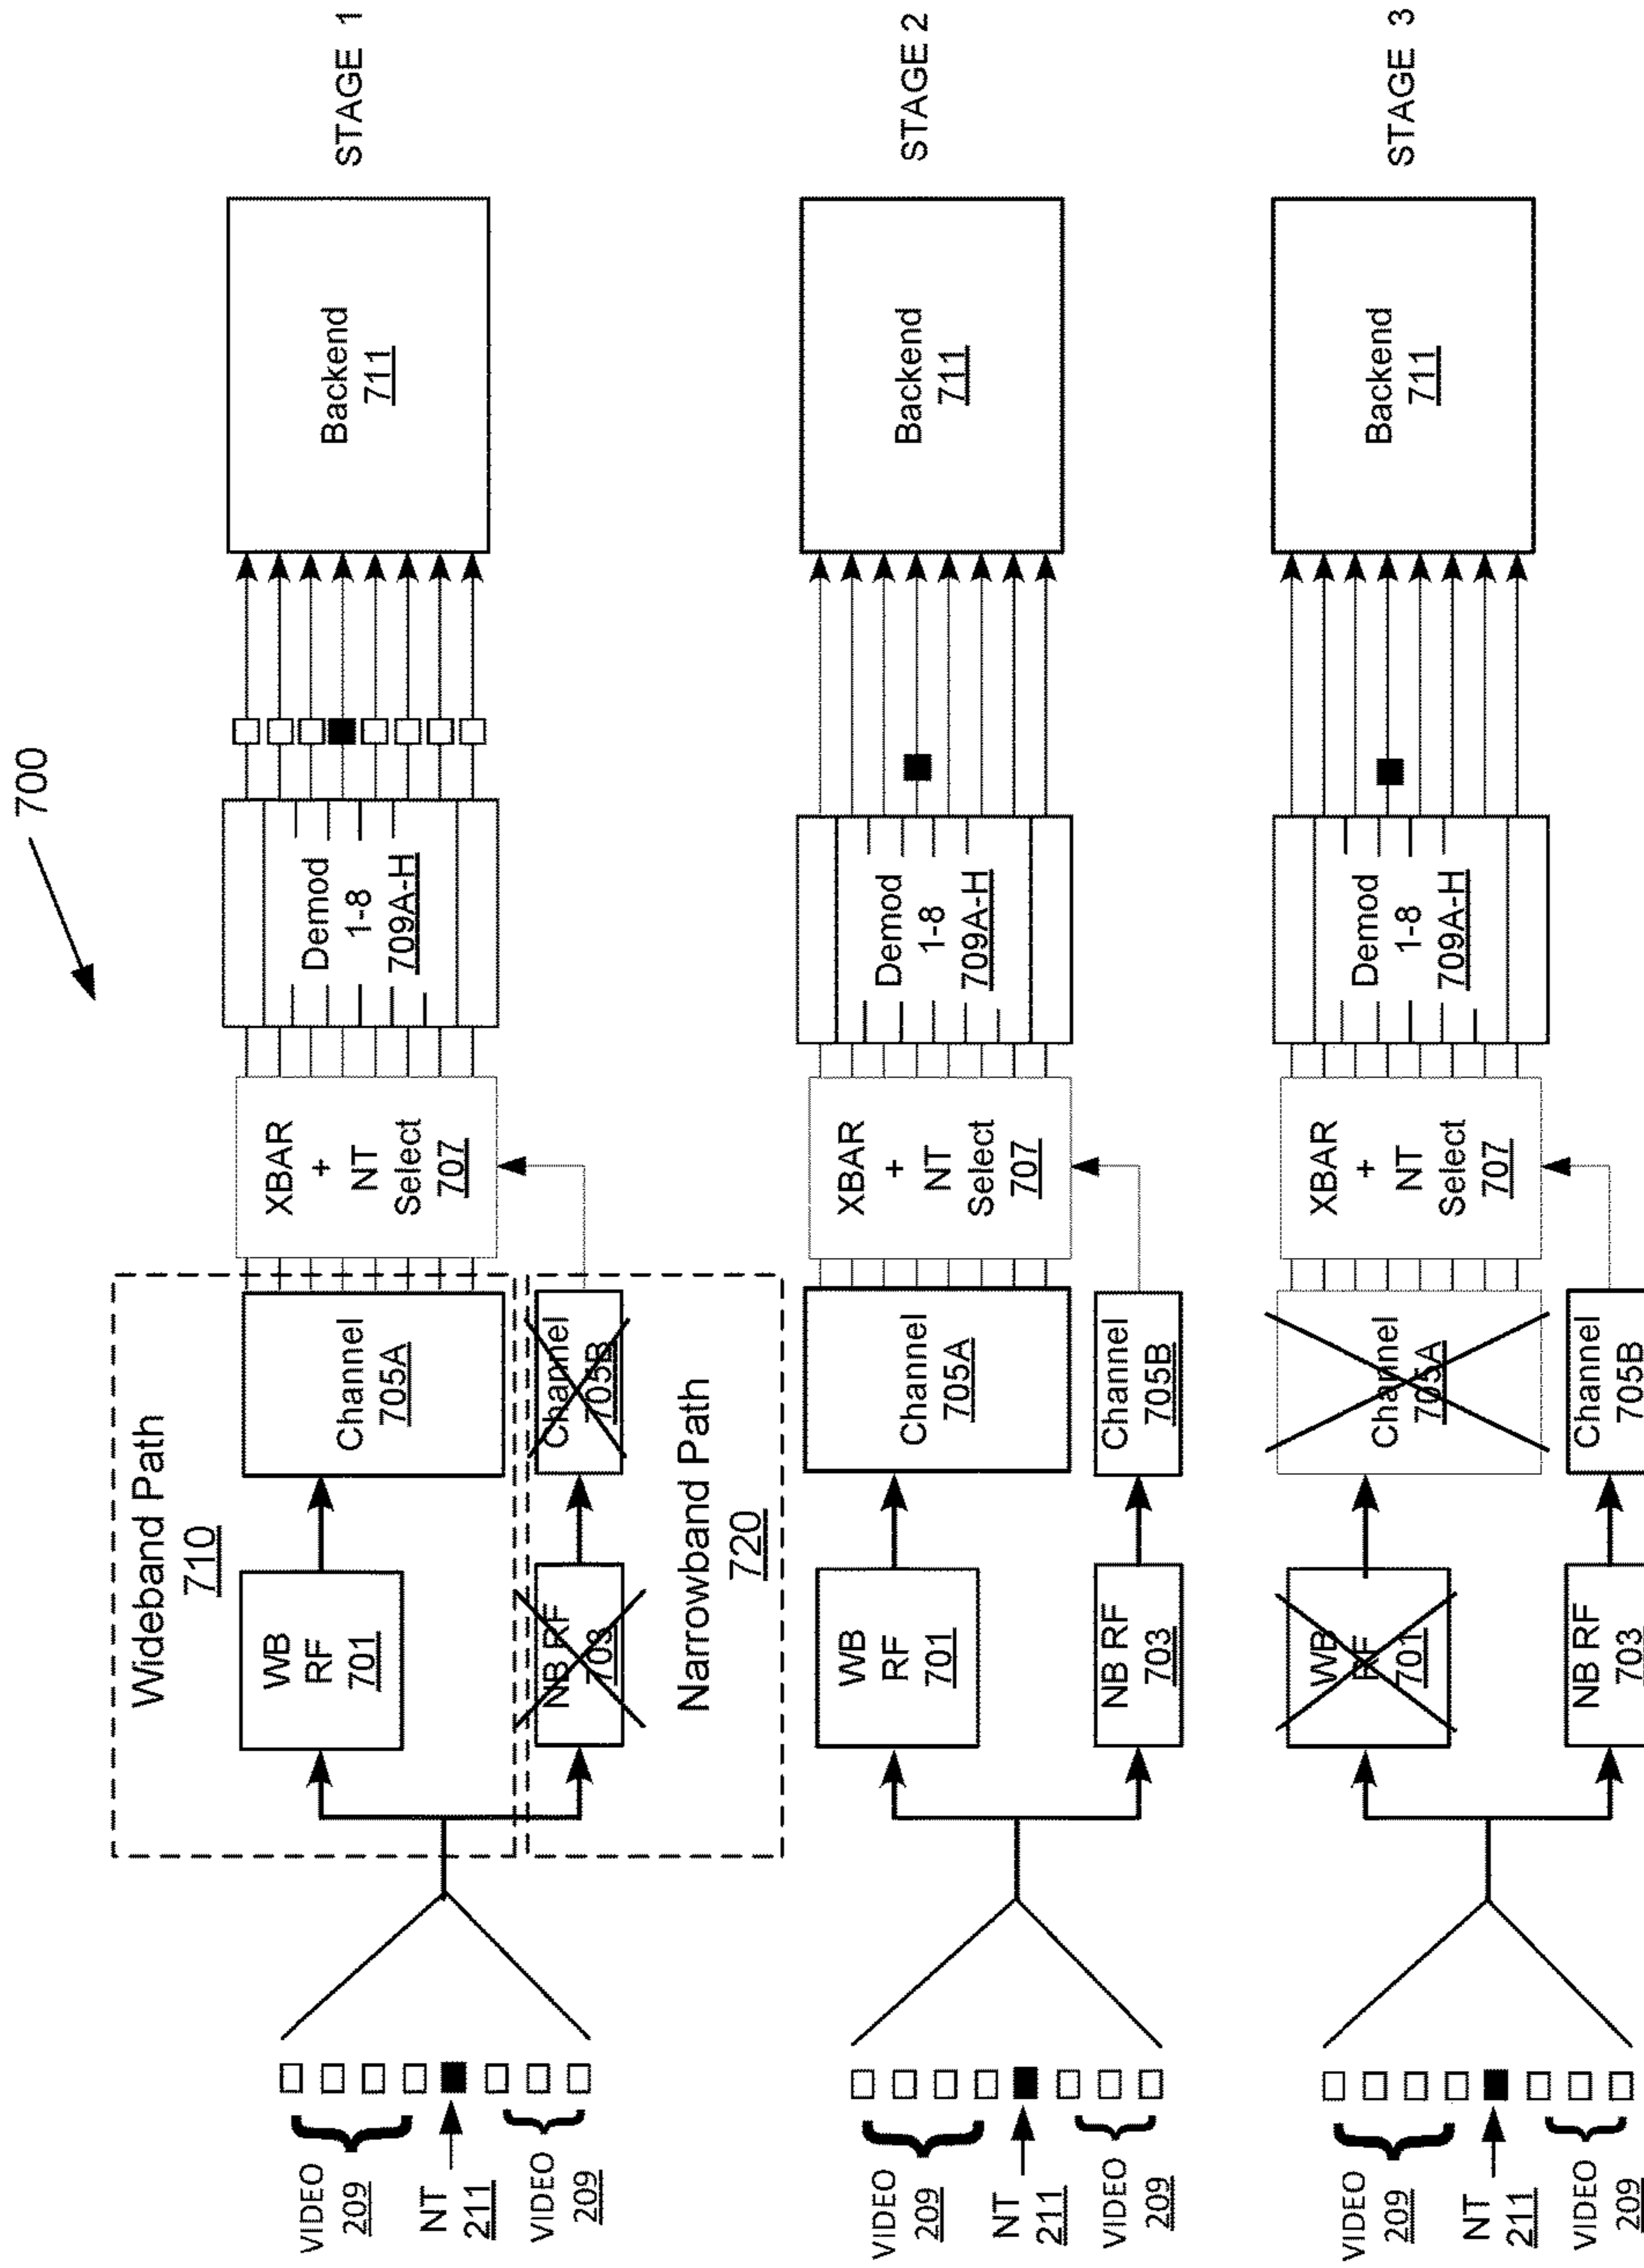 700
Wideband Path
710
WB
RF
701
Channel
705A
NB RF
703
Channel
705B
Narrowband Path
720
XBAR
+
NT
Select
707
Demod
1-8
709A-H
Backend
711
VIDEO
209
NT
211
VIDEO
209
STAGE 1
WB
RF
701
Channel
705A
NB RF
703
Channel
705B
XBAR
+
NT
Select
707
Demod
1-8
709A-H
Backend
711
VIDEO
209
NT
211
VIDEO
209
STAGE 2
WB
RF
701
Channel
705A
NB RF
703
Channel
705B
XBAR
+
NT
Select
707
Demod
1-8
709A-H
Backend
711
VIDEO
209
NT
211
VIDEO
209
STAGE 3